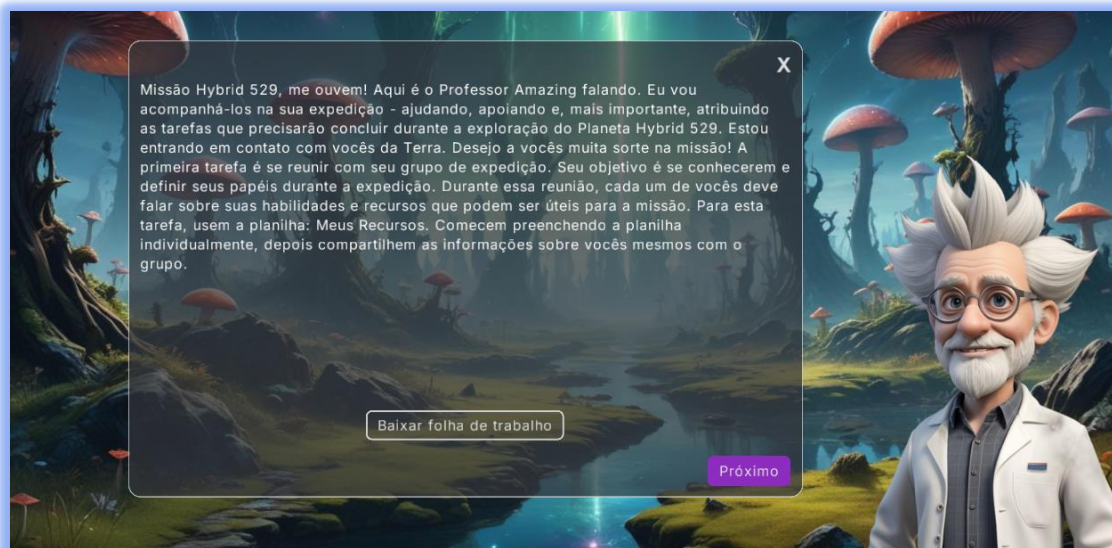 X
Missão Hybrid 529, me ouvem! Aqui é o Professor Amazing falando. Eu vou
acompanhá-los na sua expedição - ajudando, apoiando e, mais importante, atribuindo
as tarefas que precisarão concluir durante a exploração do Planeta Hybrid 529. Estou
entrando em contato com vocês da Terra. Desejo a vocês muita sorte na missão! A
primeira tarefa é se reunir com seu grupo de expedição. Seu objetivo é se conhecerem e
definir seus papéis durante a expedição. Durante essa reunião, cada um de vocês deve
falar sobre suas habilidades e recursos que podem ser úteis para a missão. Para esta
tarefa, usem a planilha: Meus Recursos. Comecem preenchendo a planilha
individualmente, depois compartilhem as informações sobre vocês mesmos com o
grupo.
Baixar folha de trabalho
Próximo